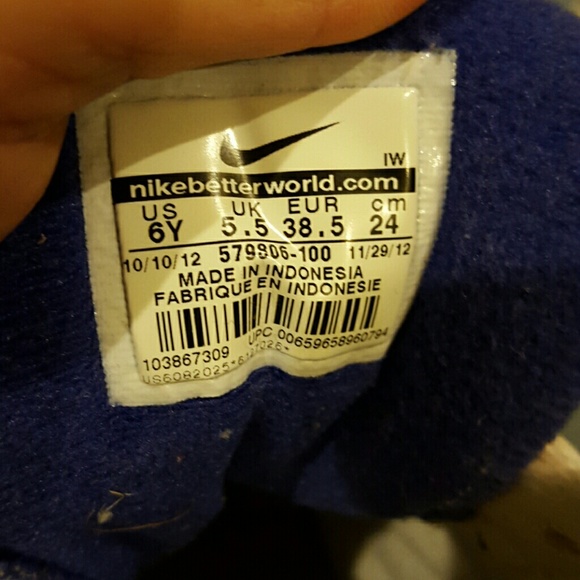 IW
nikebetterworld.com
US UK EUR cm
6Y 5.5 38.5 24
10/10/12 579806-100 11/29/12
MADE IN INDONESIA
FABRIQUE EN INDONESIE
103867309 UPC 00659658960794